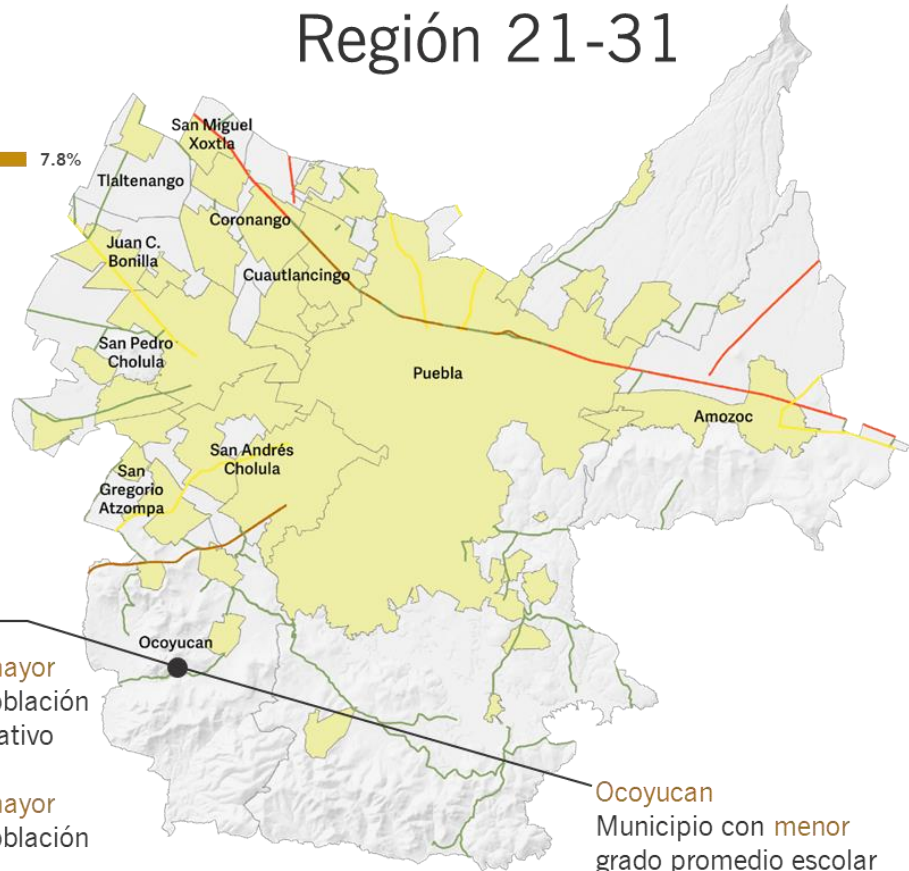 Región 21-31
7.8%
San Miguel
Xoxtla
Tlaltenango
Coronango
Juan C.
Bonilla
Cuautlancingo
San Pedro
Cholula
Puebla
Amozoc
San Andrés
Cholula
San
Gregorio
Atzompa
Ocoyucan
mayor
oblación
ativo
mayor
oblación
Ocoyucan
Municipio con menor
grado promedio escolar